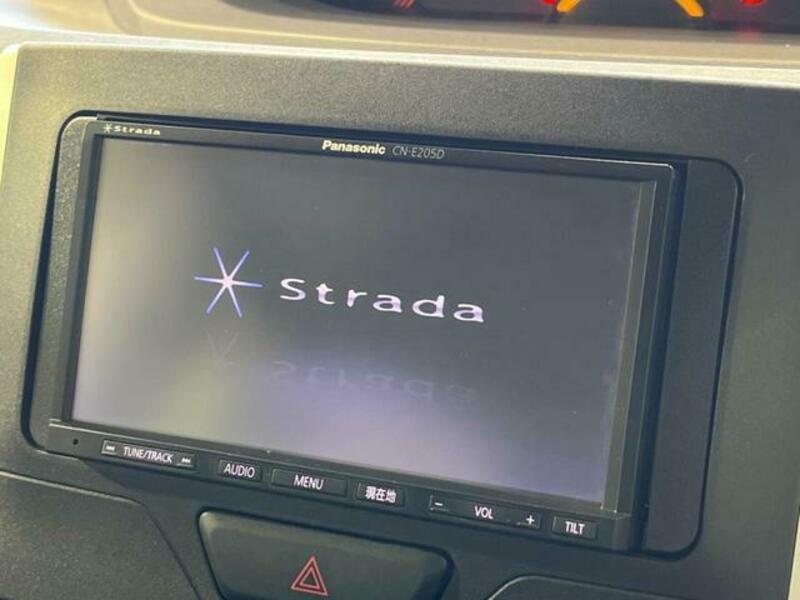 Strada
Panasonic CN-E205D
Strada
TUNE/TRACK AUDIO MENU 現在地 - VOL + TILT